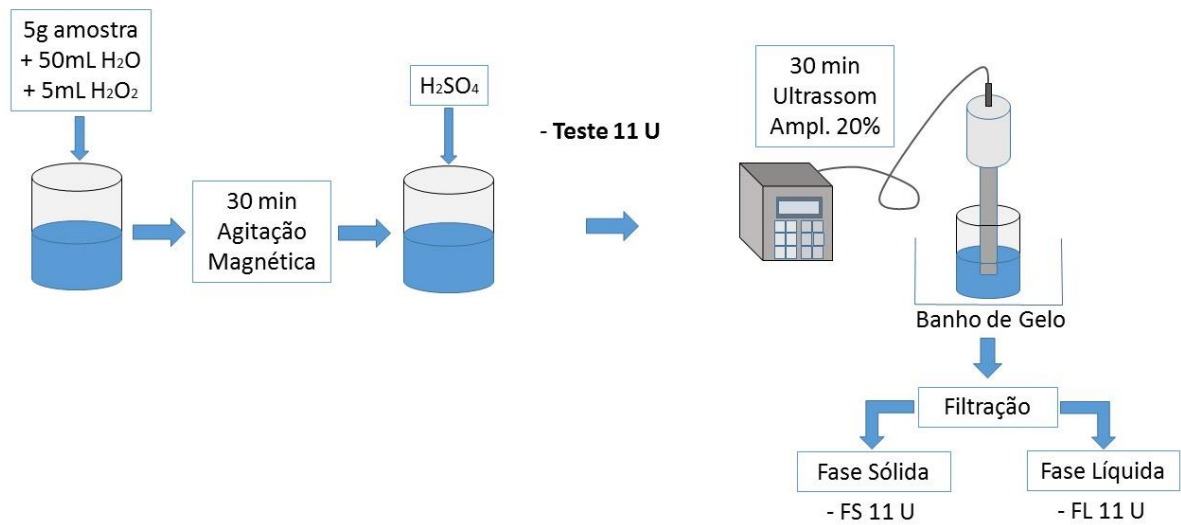 5g amostra
+ 50mL H₂O
+ 5mL H₂O₂
30 min
Agitação
Magnética
H₂SO₄
- Teste 11 U
30 min
Ultrassom
Ampl. 20%
Banho de Gelo
Filtração
Fase Sólida
- FS 11 U
Fase Líquida
- FL 11 U